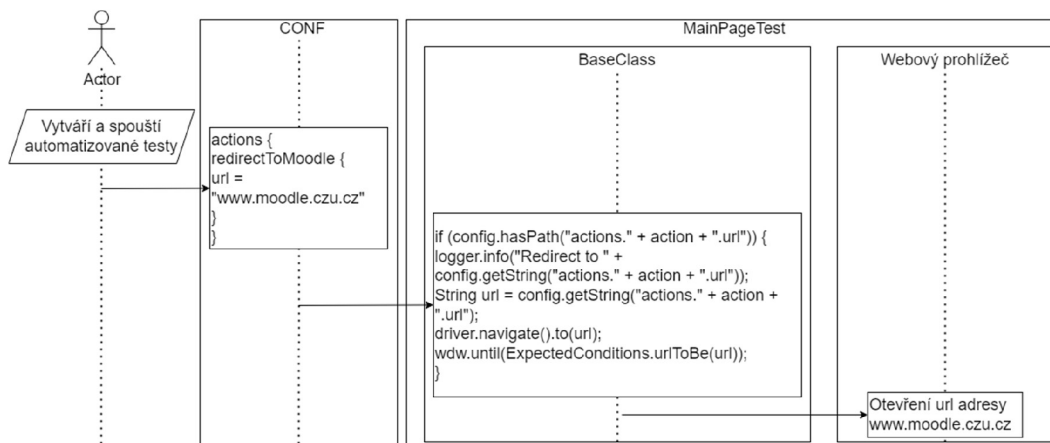 Actor
CONF
MainPageTest
BaseClass
Webový prohlížeč
Vytváří a spouští
automatizované testy
actions {
redirectToMoodle {
url =
"www.moodle.czu.cz"
}
}
if (config.hasPath("actions." + action + ".url")) {
logger.info("Redirect to " +
config.getString("actions." + action + ".url"));
String url = config.getString("actions." + action +
".url");
driver.navigate().to(url);
wdw.until(ExpectedConditions.urlToBe(url));
}
Otevření url adresy
www.moodle.czu.cz